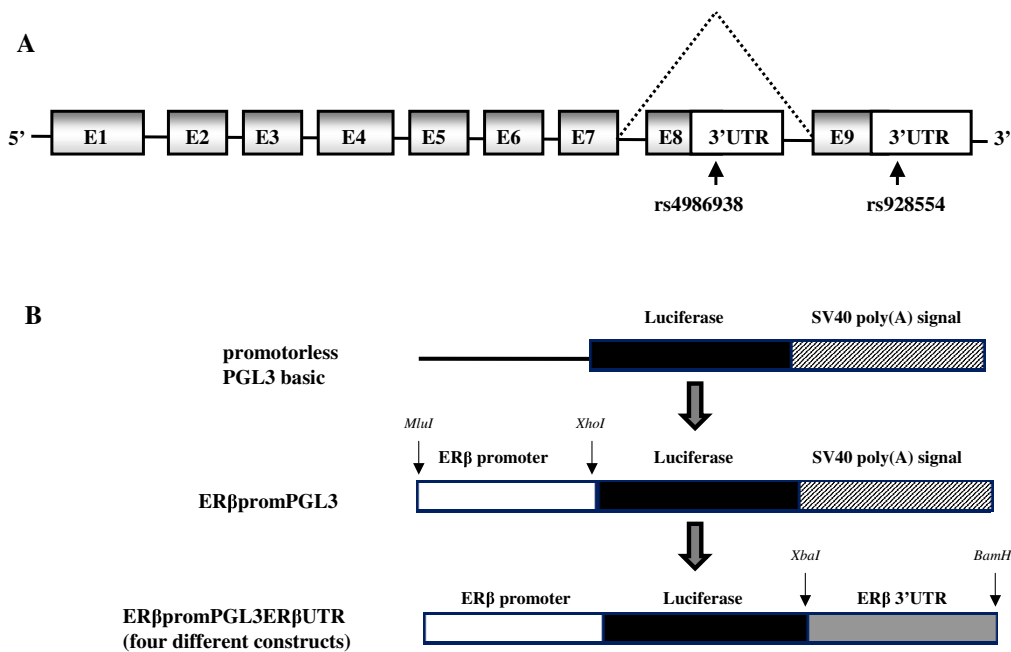 A
5’
E1
E2
E3
E4
E5
E6
E7
E8
3’UTR
E9
3’UTR
3’
rs4986938
rs928554
B
Luciferase
SV40 poly(A) signal
promotorless
PGL3 basic
MluI
XhoI
ERβ promoter
Luciferase
SV40 poly(A) signal
ERβpromPGL3
XbaI
BamH
ERβ promoter
Luciferase
ERβ 3’UTR
ERβpromPGL3ERβUTR
(four different constructs)